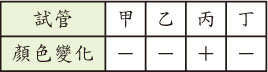 試管 甲 乙 丙 丁
顏色變化 － － ＋ －